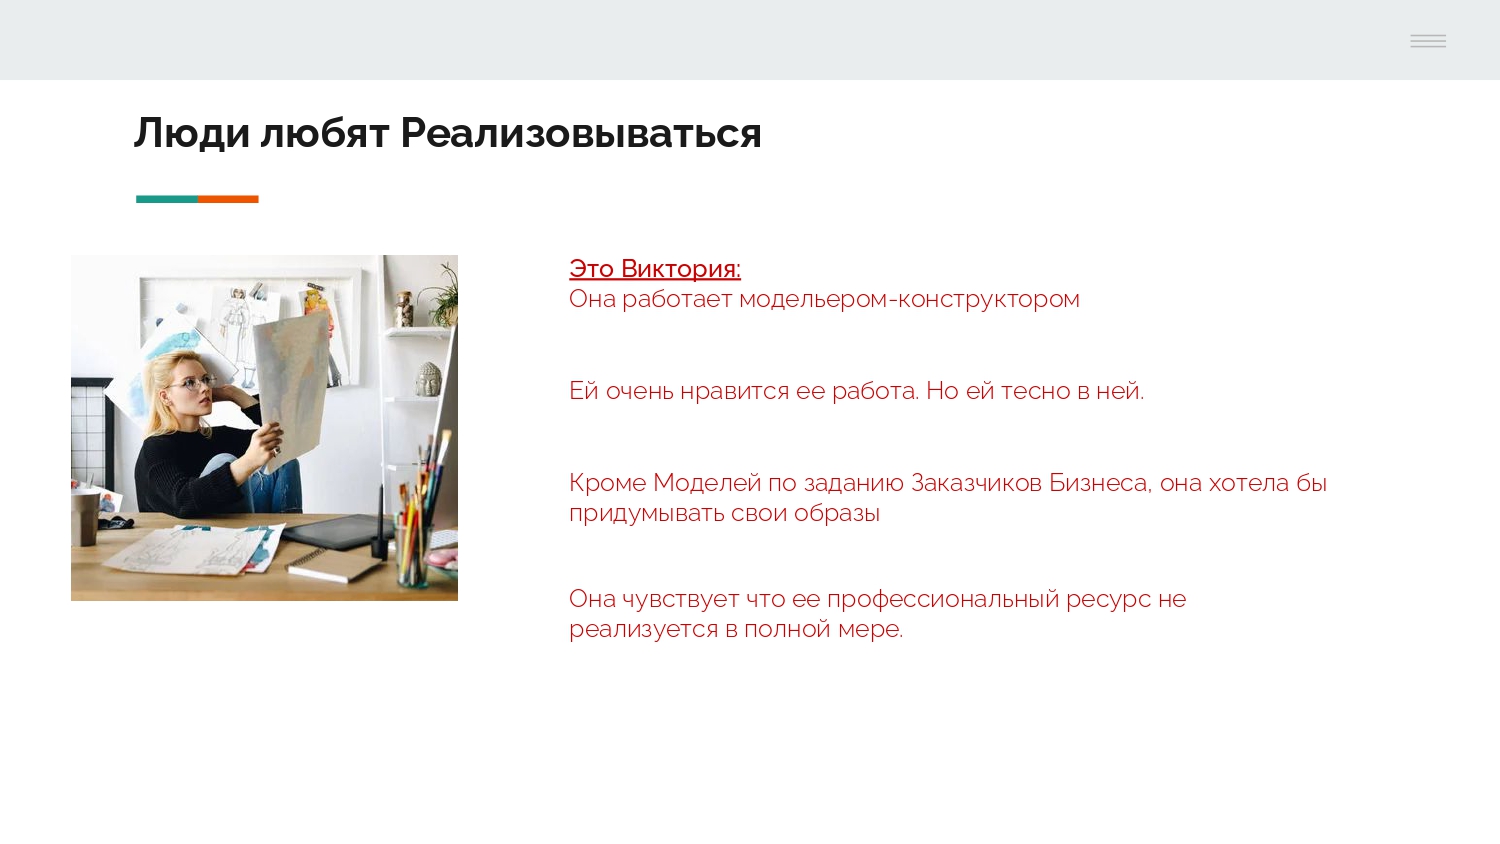 Люди любят Реализовываться
Это Виктория:
Она работает модельером-конструктором
Ей очень нравится ее работа. Но ей тесно в ней.
Кроме Моделей по заданию Заказчиков Бизнеса, она хотела бы
придумывать свои образы
Она чувствует что ее профессиональный ресурс не
реализуется в полной мере.